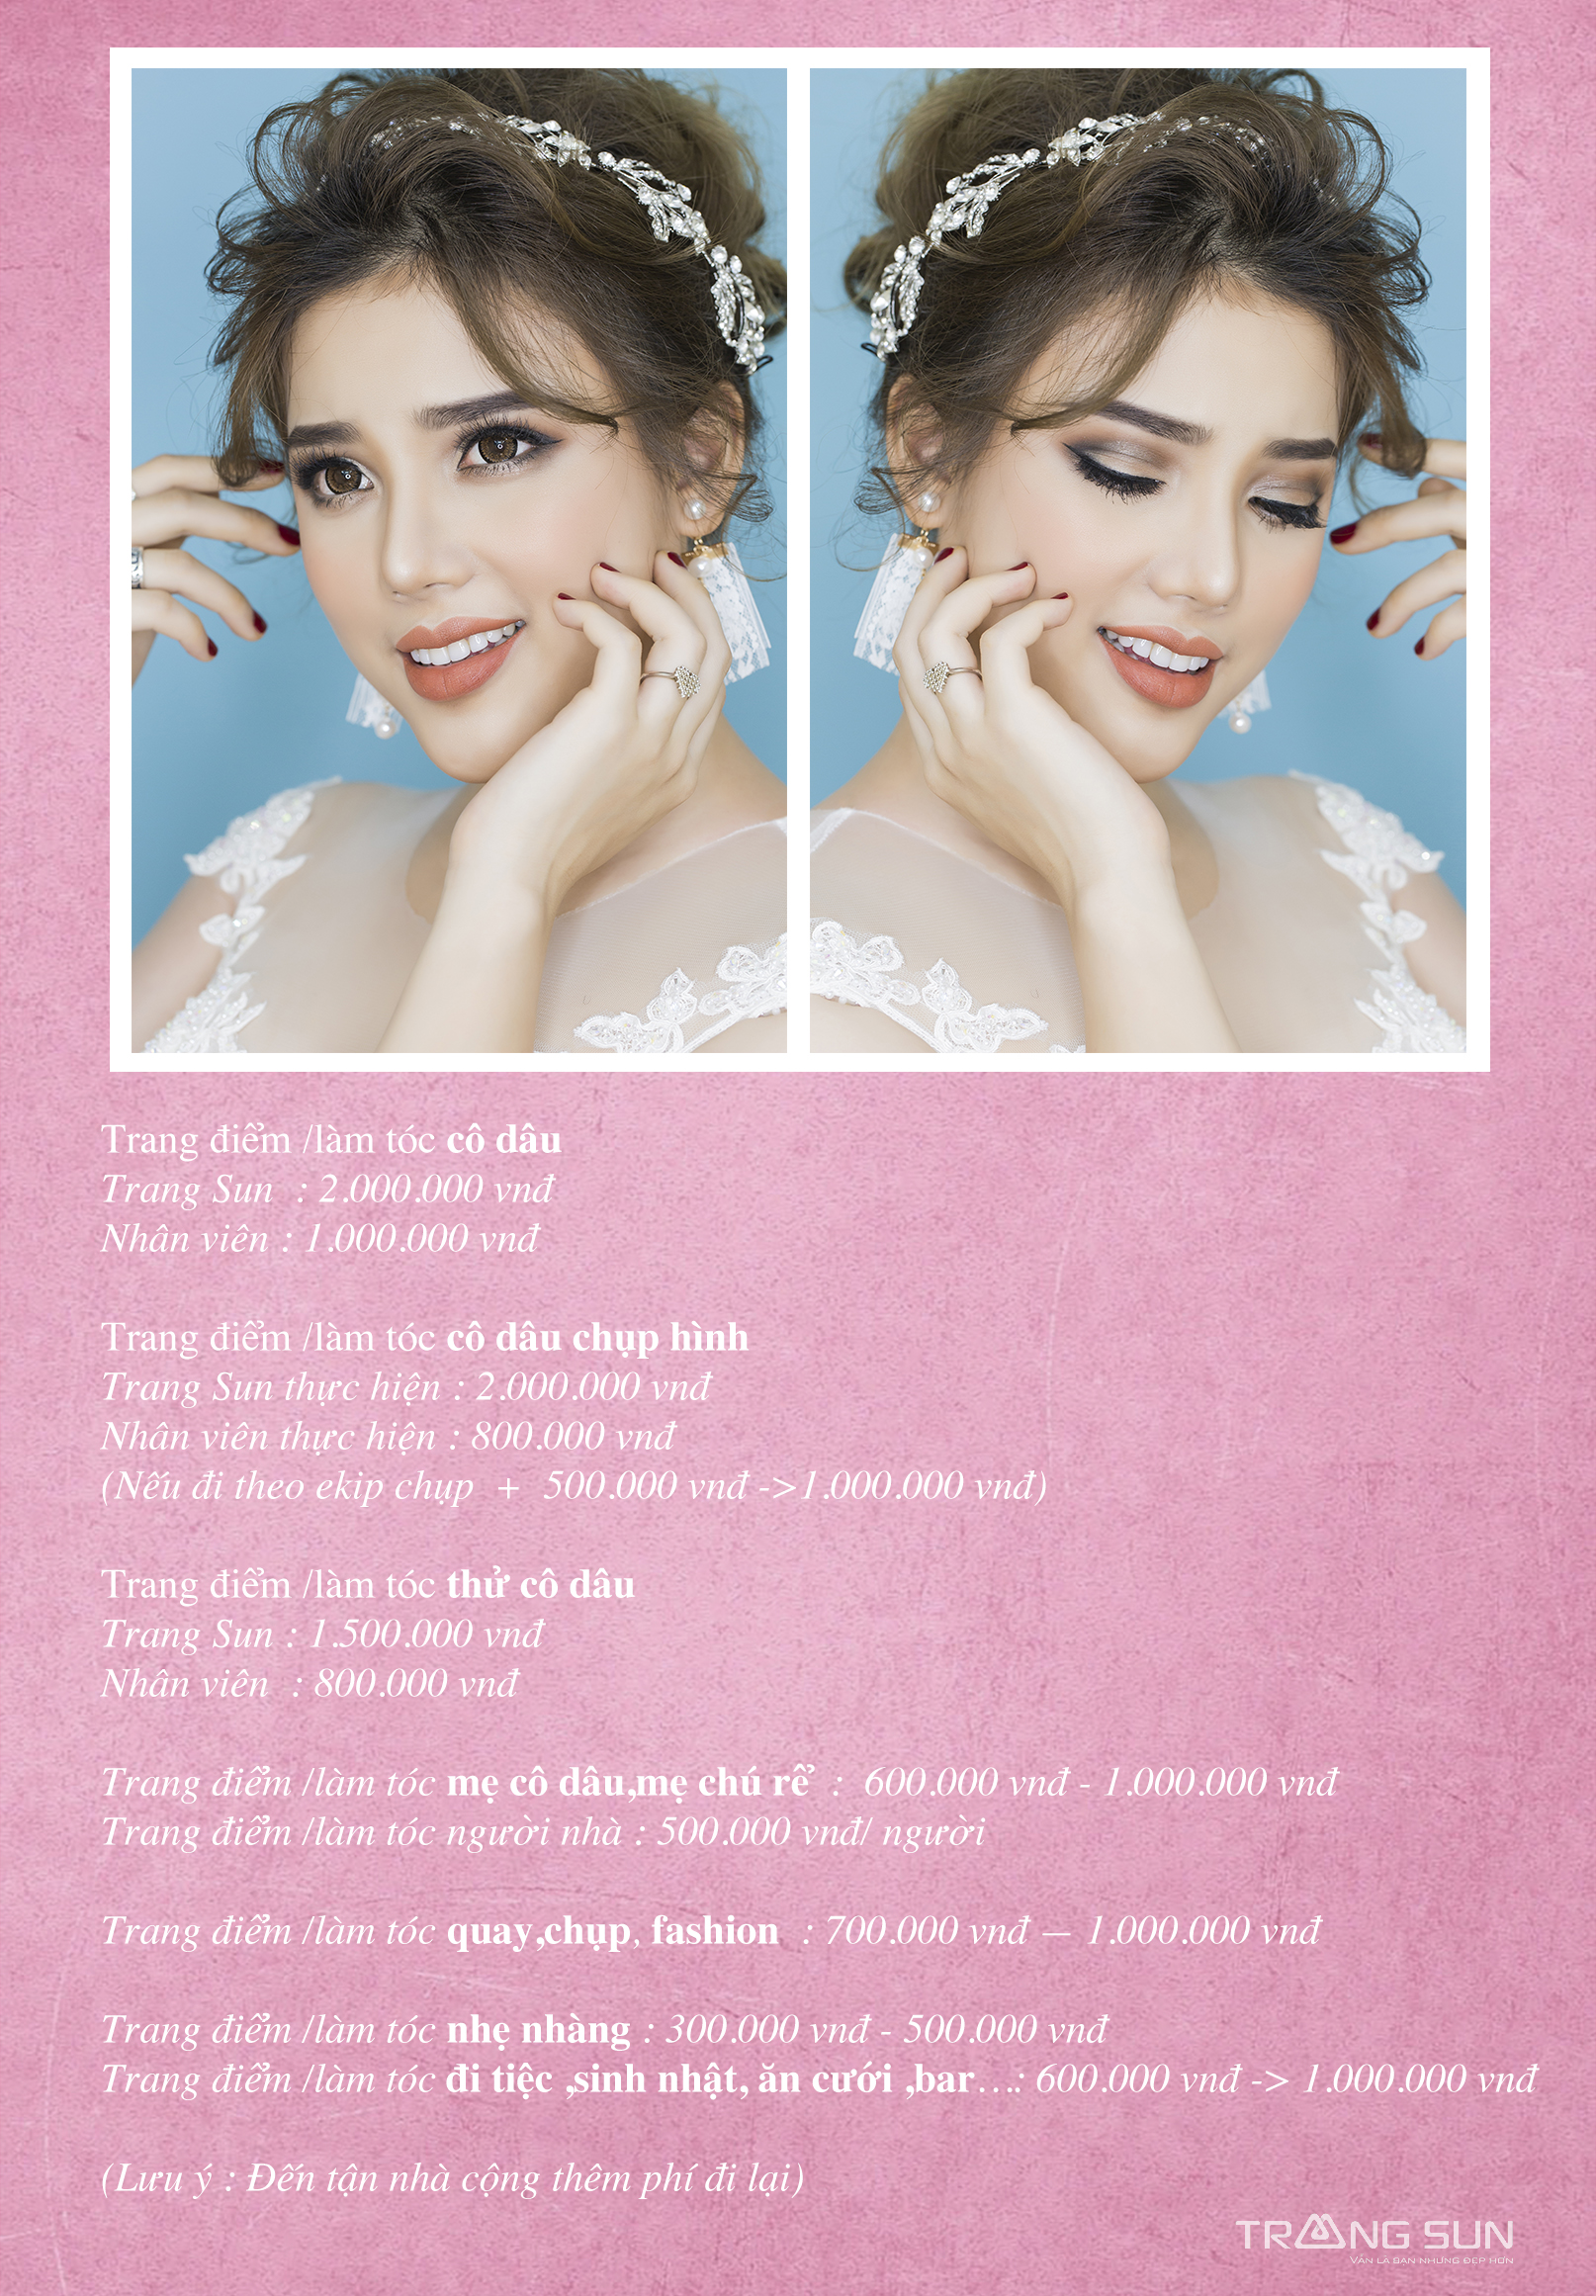 Trang điểm /làm tóc cô dâu
Trang Sun : 2.000.000 vnđ
Nhân viên : 1.000.000 vnđ
Trang điểm /làm tóc cô dâu chụp hình
Trang Sun thực hiện : 2.000.000 vnđ
Nhân viên thực hiện : 800.000 vnđ
(Nếu đi theo ekip chụp + 500.000 vnđ ->1.000.000 vnđ)
Trang điểm /làm tóc thử cô dâu
Trang Sun : 1.500.000 vnđ
Nhân viên : 800.000 vnđ
Trang điểm /làm tóc mẹ cô dâu,mẹ chú rể : 600.000 vnđ - 1.000.000 vnđ
Trang điểm /làm tóc người nhà : 500.000 vnđ/ người
Trang điểm /làm tóc quay,chụp, fashion : 700.000 vnđ — 1.000.000 vnđ
Trang điểm /làm tóc nhẹ nhàng : 300.000 vnđ - 500.000 vnđ
Trang điểm /làm tóc đi tiệc ,sinh nhật, ăn cưới ,bar…: 600.000 vnđ -> 1.000.000 vnđ
(Lưu ý : Đến tận nhà cộng thêm phí đi lại)
TRANG SUN
VẪN LÀ BẠN NHƯNG ĐẸP HƠN